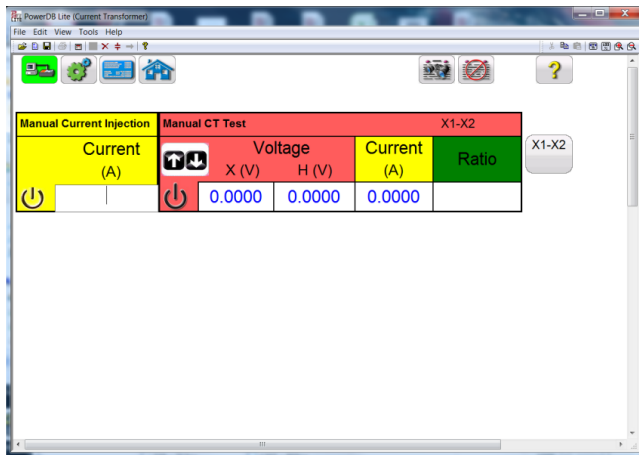 PowerDB Lite (Current Transformer)
File Edit View Tools Help
Manual Current Injection Manual CT Test X1-X2
Current (A) Voltage X (V) H (V) Current (A) Ratio X1-X2
0.0000 0.0000 0.0000